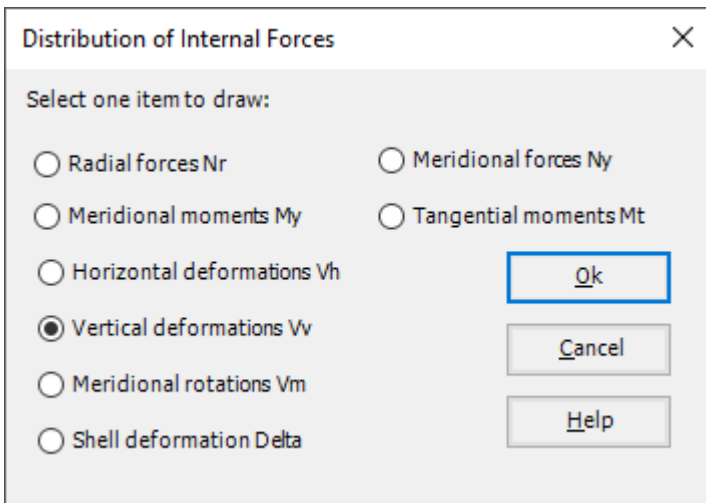 Distribution of Internal Forces
Select one item to draw:
Radial forces Nr
Meridional forces Ny
Meridional moments My
Tangential moments Mt
Horizontal deformations Vh
Ok
Vertical deformations Vv
Cancel
Meridional rotations Vm
Help
Shell deformation Delta